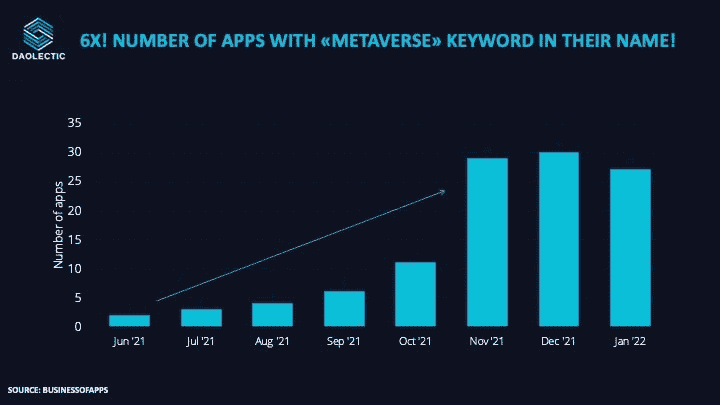 DAOLECTIC
6X! NUMBER OF APPS WITH «METAVERSE» KEYWORD IN THEIR NAME!
Number of apps
35
30
25
20
15
10
5
0
Jun '21
Jul '21
Aug '21
Sep '21
Oct '21
Nov '21
Dec '21
Jan '22
SOURCE: BUSINESSOFAPPS